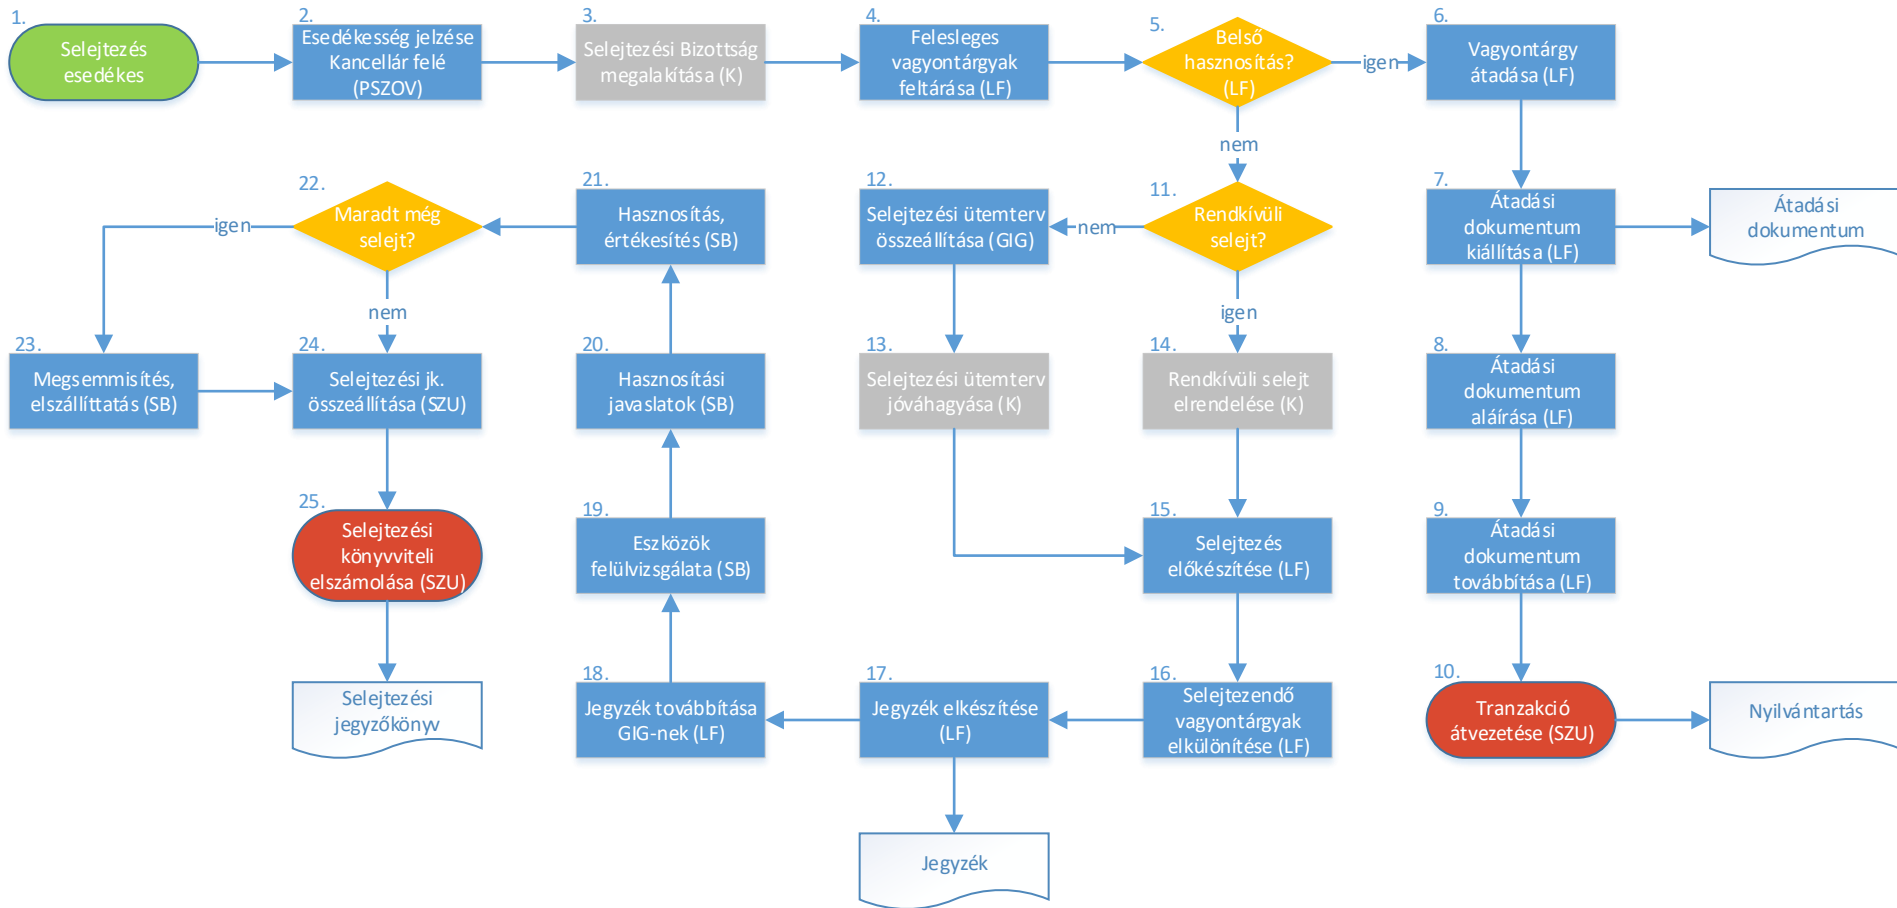 1.
Selejtezés
esedékes
2.
Esedékesség jelzése
Kancellár felé
(PSZOV)
3.
Selejtezési Bizottság
megalakítása (K)
4.
Felesleges
vagyontárgyak
feltárása (LF)
5.
Belső
hasznosítás?
(LF)
igen
6.
Vagyontárgy
átadása (LF)
nem
22.
Maradt még
selejt?
igen
21.
Hasznosítás,
értékesítés (SB)
12.
Selejtezési ütemterv
összeállítása (GIG)
nem
11.
Rendkívüli
selejt?
7.
Átadási
dokumentum
kiállítása (LF)
Átadási
dokumentum
nem
igen
23.
Megsemmisítés,
elszállíttatás (SB)
24.
Selejtezési jk.
összeállítása (SZU)
20.
Hasznosítási
javaslatok (SB)
13.
Selejtezési ütemterv
jóváhagyása (K)
14.
Rendkívüli selejt
elrendelése (K)
8.
Átadási
dokumentum
aláírása (LF)
25.
Selejtezési
könyvviteli
elszámolása (SZU)
19.
Eszközök
felülvizsgálata (SB)
15.
Selejtezés
előkészítése (LF)
9.
Átadási
dokumentum
továbbítása (LF)
Selejtezési
jegyzőkönyv
18.
Jegyzék továbbítása
GIG-nek (LF)
17.
Jegyzék elkészítése
(LF)
16.
Selejtezendő
vagyontárgyak
elkülönítése (LF)
10.
Tranzakció
átvezetése (SZU)
Nyilvántartás
Jegyzék